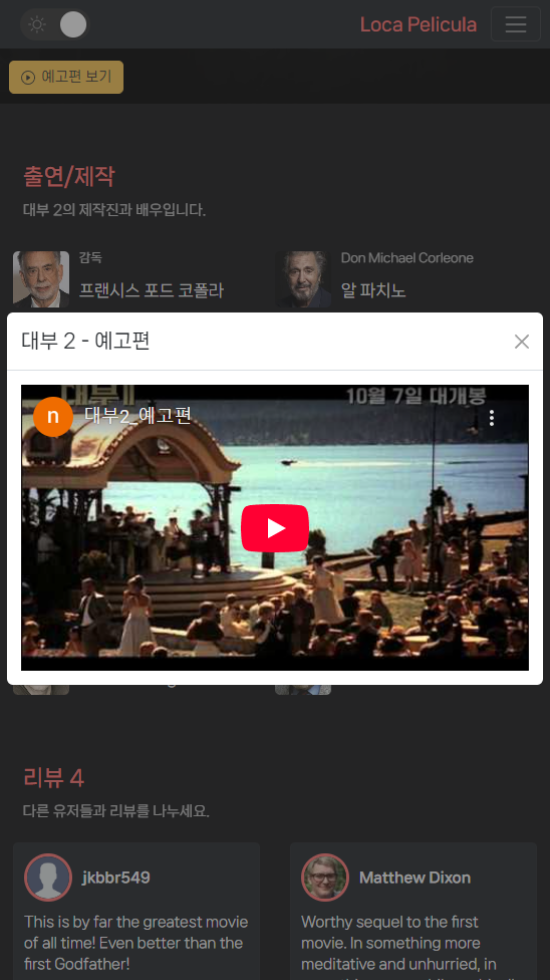 Loca Pelicula
예고편 보기
출연/제작
대부 2의 제작진과 배우입니다.
감독
프란시스 포드 코폴라
Don Michael Corleone
알 파치노
대부 2 - 예고편
대부II
10월 7일 대개봉
n
대부2_예고편
리뷰 4
다른 유저들과 리뷰를 나누세요.
jkbbr549
This is by far the greatest movie
of all time! Even better than the
first Godfather!
Matthew Dixon
Worthy sequel to the first
movie. In something more
meditative and unhurried, in